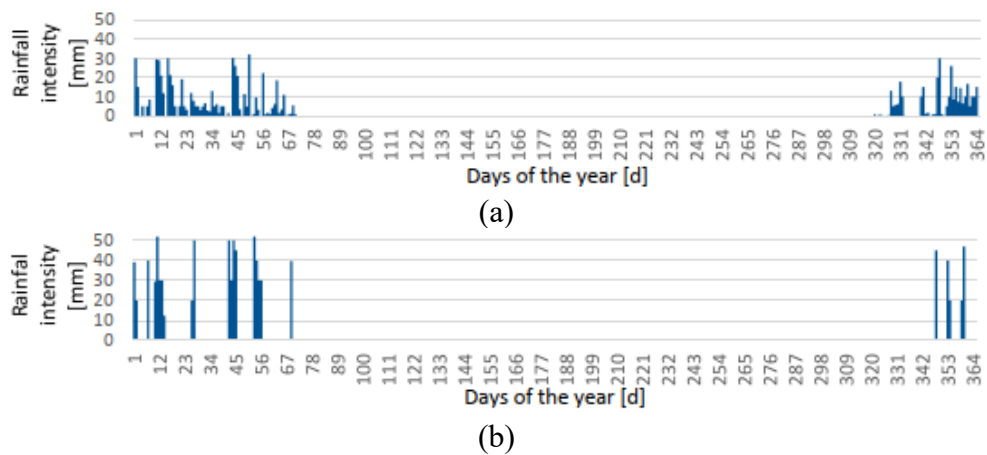 Rainfall
intensity
[mm]
50
40
30
20
10
0
1 12 23 34 45 56 67 78 89 100 111 122 133 144 155 166 177 188 199 210 221 232 243 254 265 276 287 298 309 320 331 342 353 364
Days of the year [d]
(a)
Rainfal
intensity
[mm]
50
40
30
20
10
0
1 12 23 34 45 56 67 78 89 100 111 122 133 144 155 166 177 188 199 210 221 232 243 254 265 276 287 298 309 320 331 342 353 364
Days of the year [d]
(b)